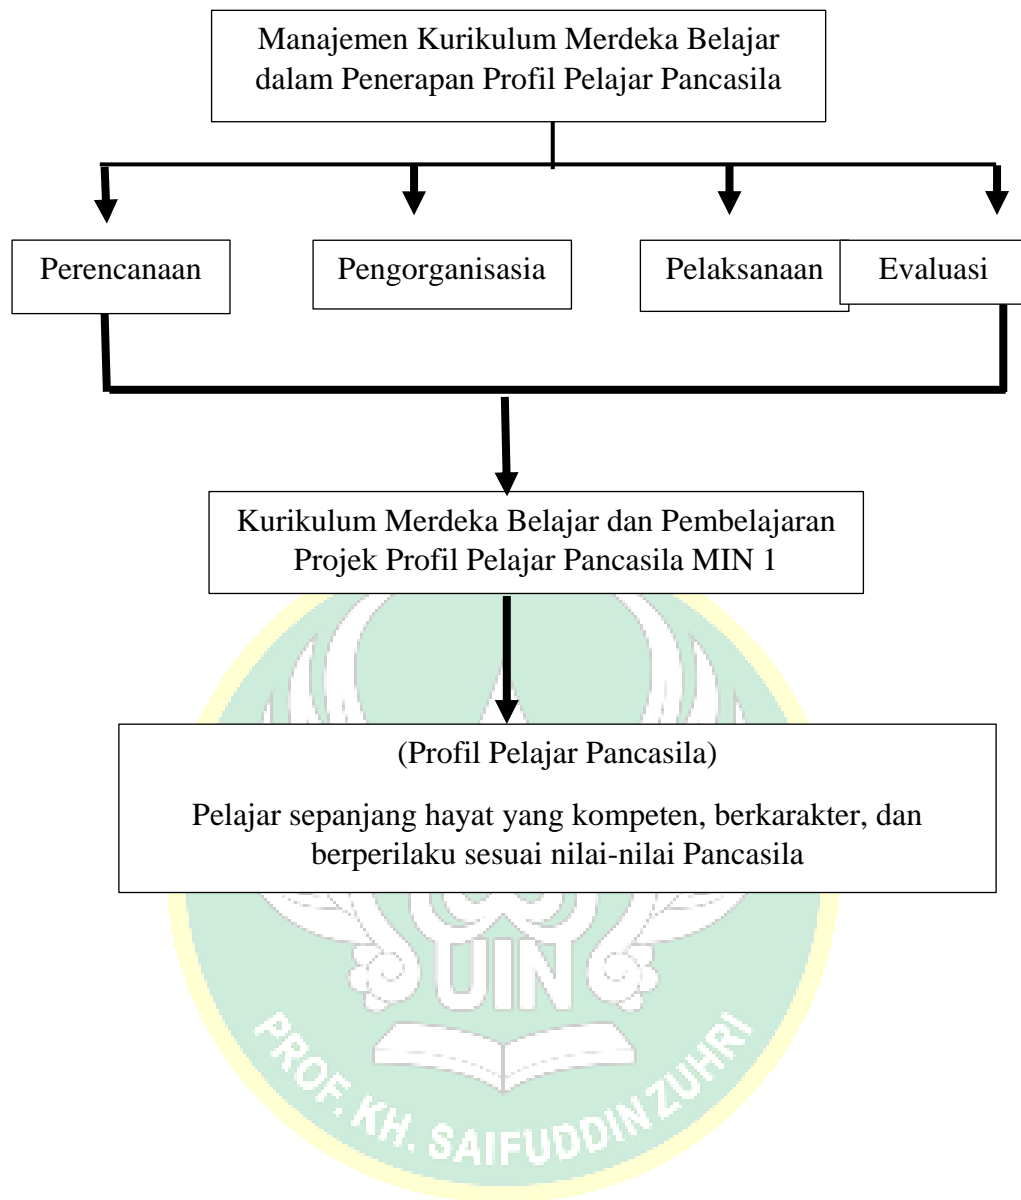 Manajemen Kurikulum Merdeka Belajar
dalam Penerapan Profil Pelajar Pancasila
Perencanaan
Pengorganisasia
Pelaksanaan
Evaluasi
Kurikulum Merdeka Belajar dan Pembelajaran
Projek Profil Pelajar Pancasila MIN 1
(Profil Pelajar Pancasila)
Pelajar sepanjang hayat yang kompeten, berkarakter, dan
berperilaku sesuai nilai-nilai Pancasila
UIN
PROF. KH. SAIFUDDIN ZUHRI